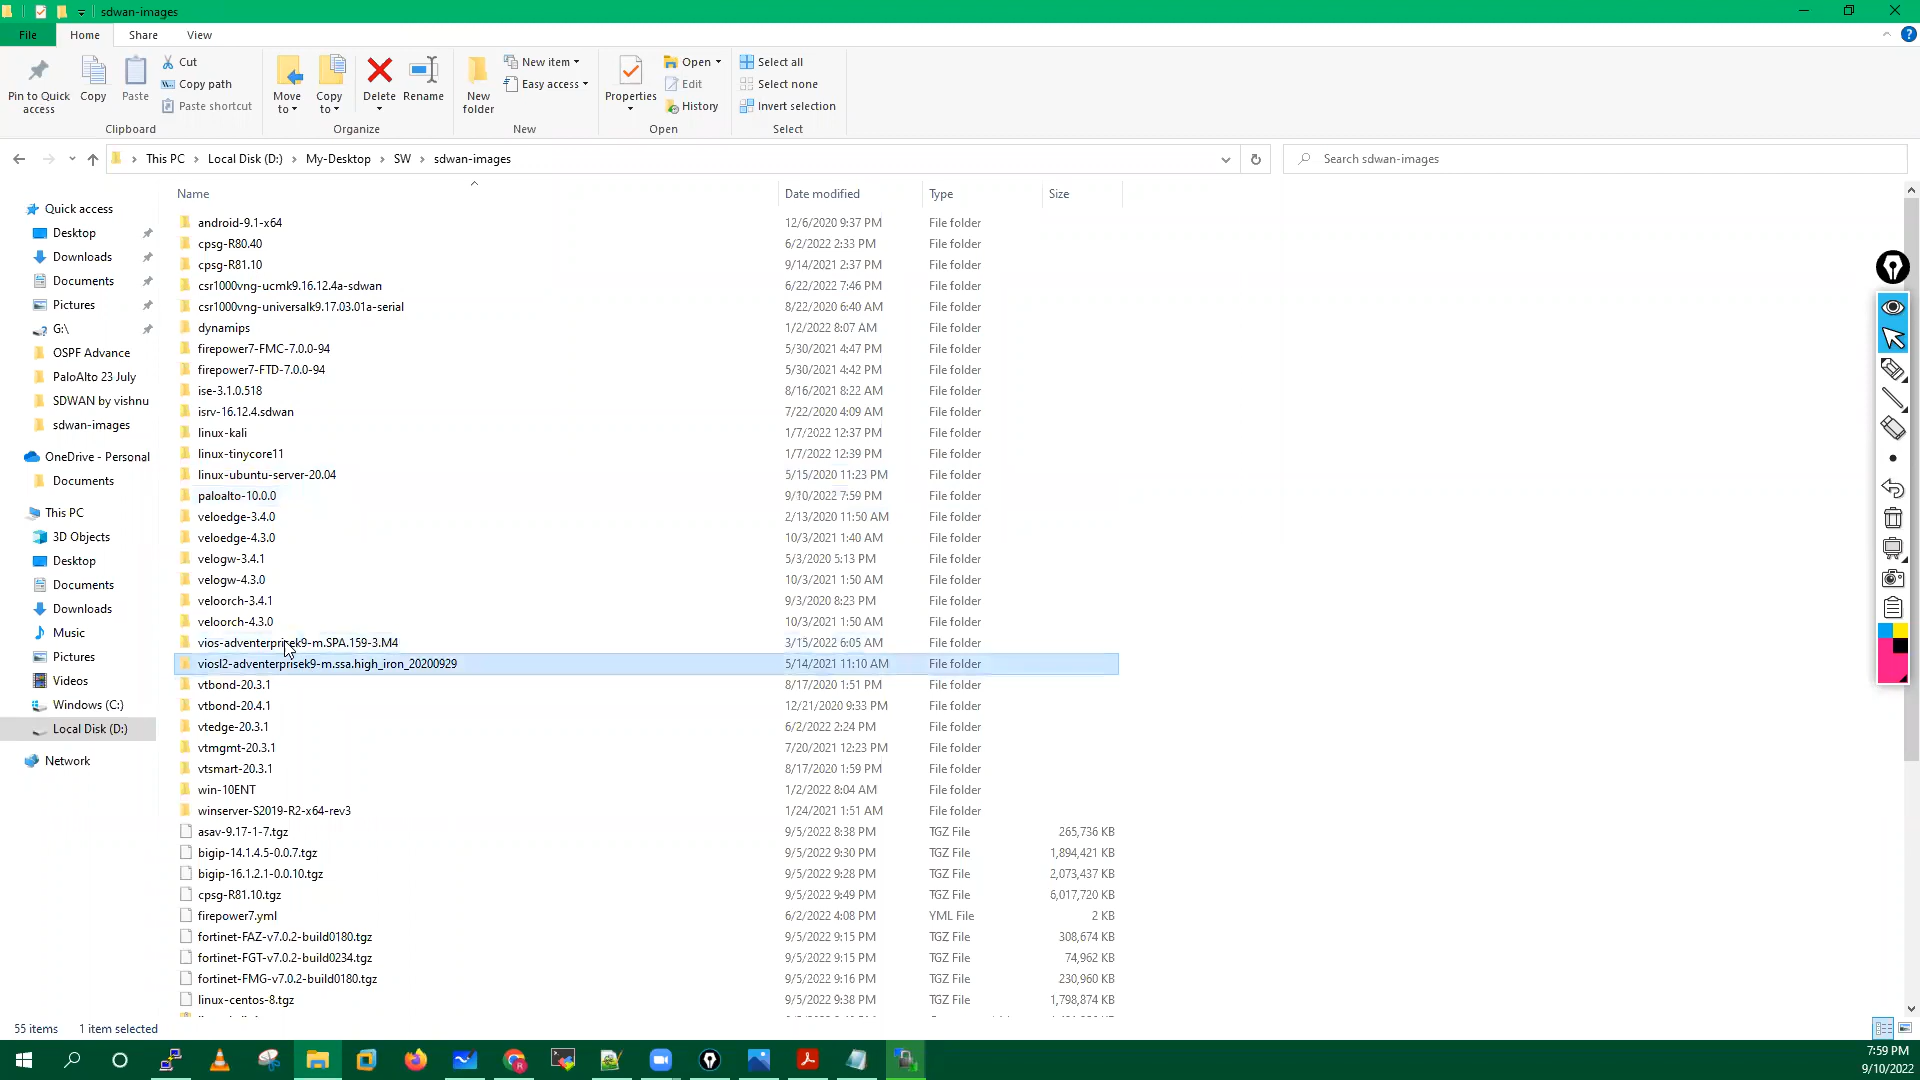 sdwan-images
File Home Share View
Pin to Quick access
Copy
Paste
Cut
Copy path
Paste shortcut
Clipboard
Move to
Copy to
Delete
Rename
Organize
New folder
New item
Easy access
New
Properties
Open
Edit
History
Open
Select all
Select none
Invert selection
Select
This PC > Local Disk (D:) > My-Desktop > SW > sdwan-images
Search sdwan-images
Quick access
Desktop
Downloads
Documents
Pictures
G:\
OSPF Advance
PaloAlto 23 July
SDWAN by vishnu
sdwan-images
OneDrive - Personal
Documents
This PC
3D Objects
Desktop
Documents
Downloads
Music
Pictures
Videos
Windows (C:)
Local Disk (D:)
Network
Name Date modified Type Size
android-9.1-x64 12/6/2020 9:37 PM File folder
cpsg-R80.40 6/2/2022 2:33 PM File folder
cpsg-R81.10 9/14/2021 2:37 PM File folder
csr1000vng-ucmk9.16.12.4a-sdwan 6/22/2022 7:46 PM File folder
csr1000vng-universalk9.17.03.01a-serial 8/22/2020 6:40 AM File folder
dynamips 1/2/2022 8:07 AM File folder
firepower7-FMC-7.0.0-94 5/30/2021 4:47 PM File folder
firepower7-FTD-7.0.0-94 5/30/2021 4:42 PM File folder
ise-3.1.0.518 8/16/2021 8:22 AM File folder
isrv-16.12.4.sdwan 7/22/2020 4:09 AM File folder
linux-kali 1/7/2022 12:37 PM File folder
linux-tinycore11 1/7/2022 12:39 PM File folder
linux-ubuntu-server-20.04 5/15/2020 11:23 PM File folder
paloalto-10.0.0 9/10/2022 7:59 PM File folder
veloedge-3.4.0 2/13/2020 11:50 AM File folder
veloedge-4.3.0 10/3/2021 1:40 AM File folder
velogw-3.4.1 5/3/2020 5:13 PM File folder
velogw-4.3.0 10/3/2021 1:50 AM File folder
veloorch-3.4.1 9/3/2020 8:23 PM File folder
veloorch-4.3.0 10/3/2021 1:50 AM File folder
vios-adventerprisek9-m.SPA.159-3.M4 3/15/2022 6:05 AM File folder
viosl2-adventerprisek9-m.ssa.high_iron_20200929 5/14/2021 11:10 AM File folder
vtbond-20.3.1 8/17/2020 1:51 PM File folder
vtbond-20.4.1 12/21/2020 9:33 PM File folder
vtedge-20.3.1 6/2/2022 2:24 PM File folder
vtmgmt-20.3.1 7/20/2021 12:23 PM File folder
vtsmart-20.3.1 8/17/2020 1:59 PM File folder
win-10ENT 1/2/2022 8:04 AM File folder
winserver-S2019-R2-x64-rev3 1/24/2021 1:51 AM File folder
asav-9.17-1-7.tgz 9/5/2022 8:38 PM TGZ File 265,736 KB
bigip-14.1.4.5-0.0.7.tgz 9/5/2022 9:30 PM TGZ File 1,894,421 KB
bigip-16.1.2.1-0.0.10.tgz 9/5/2022 9:28 PM TGZ File 2,073,437 KB
cpsg-R81.10.tgz 9/5/2022 9:49 PM TGZ File 6,017,720 KB
firepower7.yml 6/2/2022 4:08 PM YML File 2 KB
fortinet-FAZ-v7.0.2-build0180.tgz 9/5/2022 9:15 PM TGZ File 308,674 KB
fortinet-FGT-v7.0.2-build0234.tgz 9/5/2022 9:15 PM TGZ File 74,962 KB
fortinet-FMG-v7.0.2-build0180.tgz 9/5/2022 9:16 PM TGZ File 230,960 KB
linux-centos-8.tgz 9/5/2022 9:38 PM TGZ File 1,798,874 KB
55 items 1 item selected
7:59 PM
9/10/2022